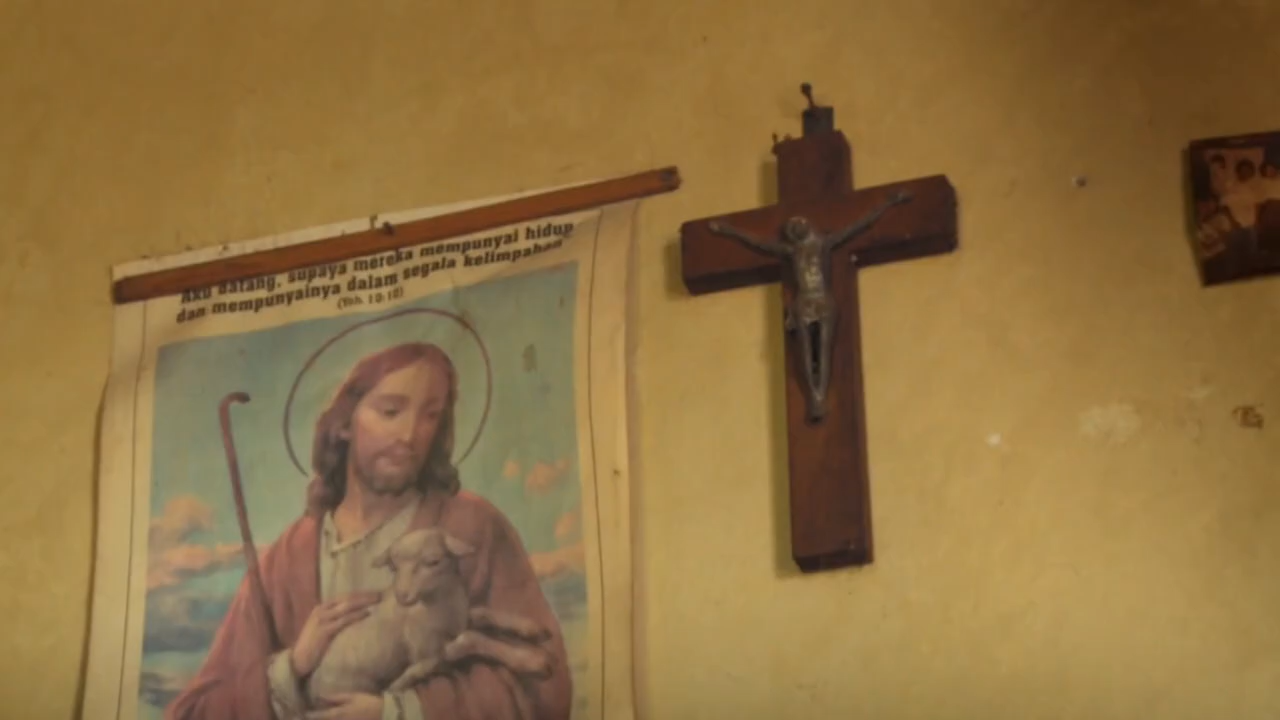 Aku datang, supaya mereka mempunyai hidup
dan mempunyainya dalam segala kelimpahan
(Yoh. 10:10)